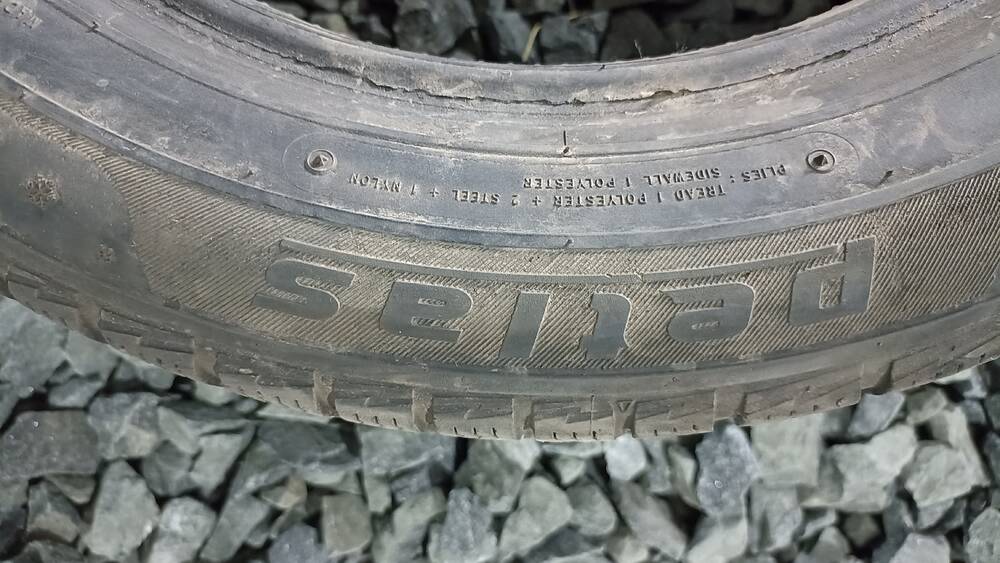 petlas
PLIES : SIDEWALL 1 POLYESTER
TREAD 1 POLYESTER + 2 STEEL + 1 NYLON